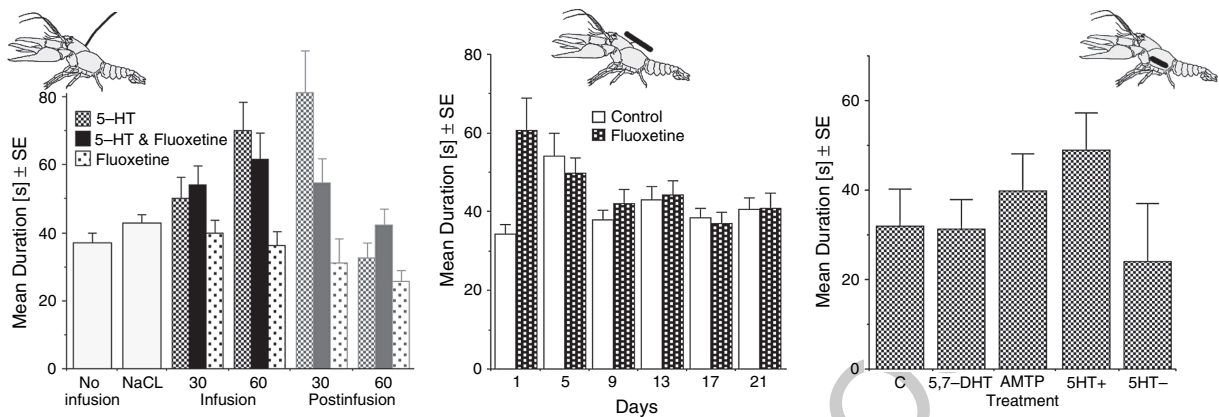 Mean Duration [s] ± SE
80
60
40
20
0
5–HT
5–HT & Fluoxetine
Fluoxetine
No infusion
NaCL
30
60
30
60
Infusion
Postinfusion
Mean Duration [s] ± SE
80
60
40
20
0
Control
Fluoxetine
1 5 9 13 17 21
Days
Mean Duration [s] ± SE
60
40
20
0
C 5,7–DHT AMTP 5HT+ 5HT–
Treatment